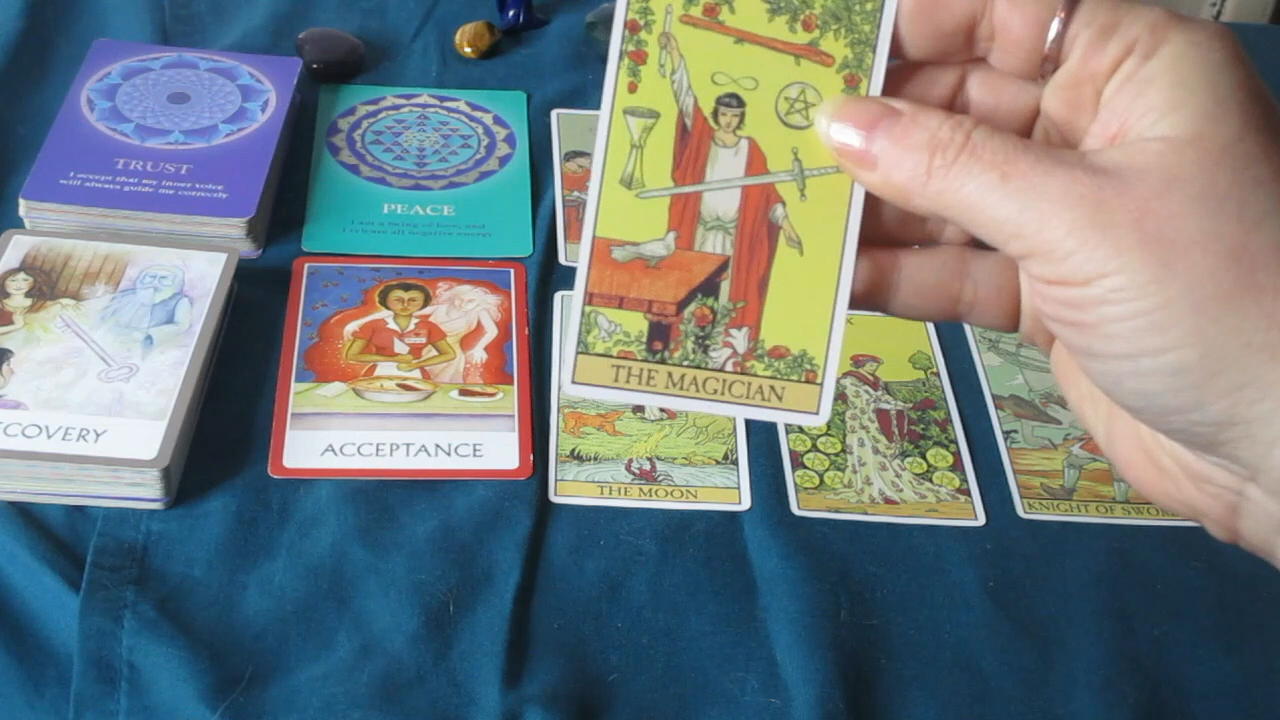 TRUST
I accept that my inner voice
will always guide me correctly
PEACE
I am a being of love, and
I release all negative energy
THE MAGICIAN
COVERY
ACCEPTANCE
THE MOON
KNIGHT OF SWOR